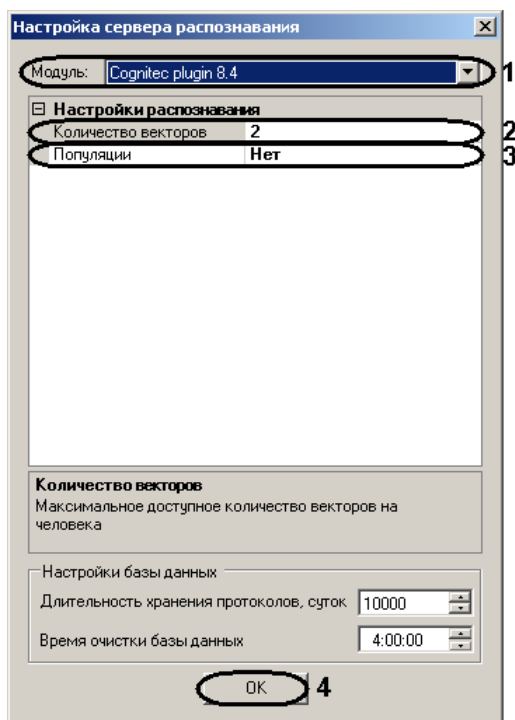 Настройка сервера распознавания
Модуль: Cognitec plugin 8.4 1
Настройки распознавания
Количество векторов 2 2
Популяции Нет 3
Количество векторов
Максимальное доступное количество векторов на
человека
Настройки базы данных
Длительность хранения протоколов, суток 10000
Время очистки базы данных 4:00:00
OK 4